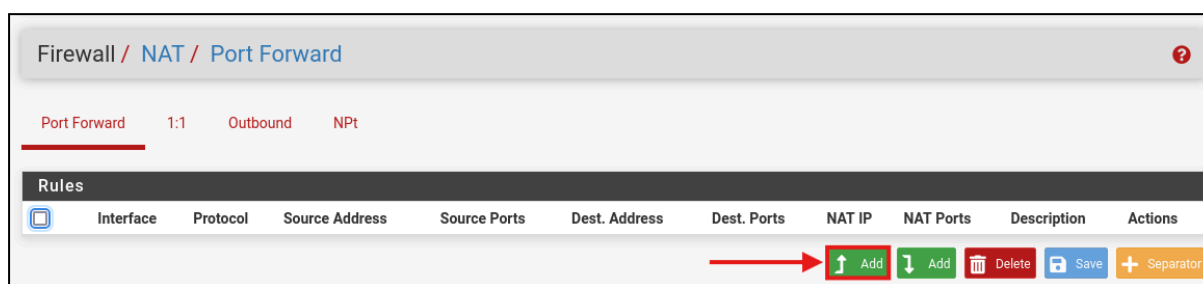 Firewall / NAT / Port Forward
Port Forward 1:1 Outbound NPt
Rules
Interface Protocol Source Address Source Ports Dest. Address Dest. Ports NAT IP NAT Ports Description Actions
Add Add Delete Save Separator